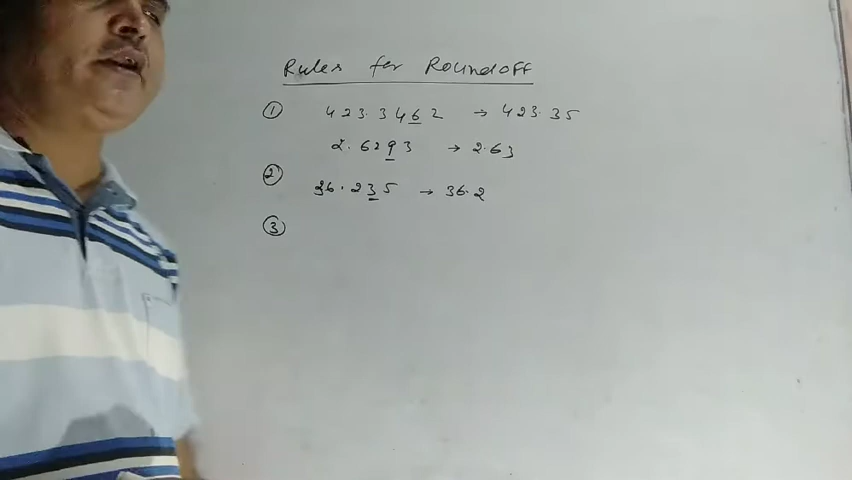 Rules for Roundoff
① 423.3462 → 423.35
2.6293 → 2.63
②
36.235 → 36.2
③